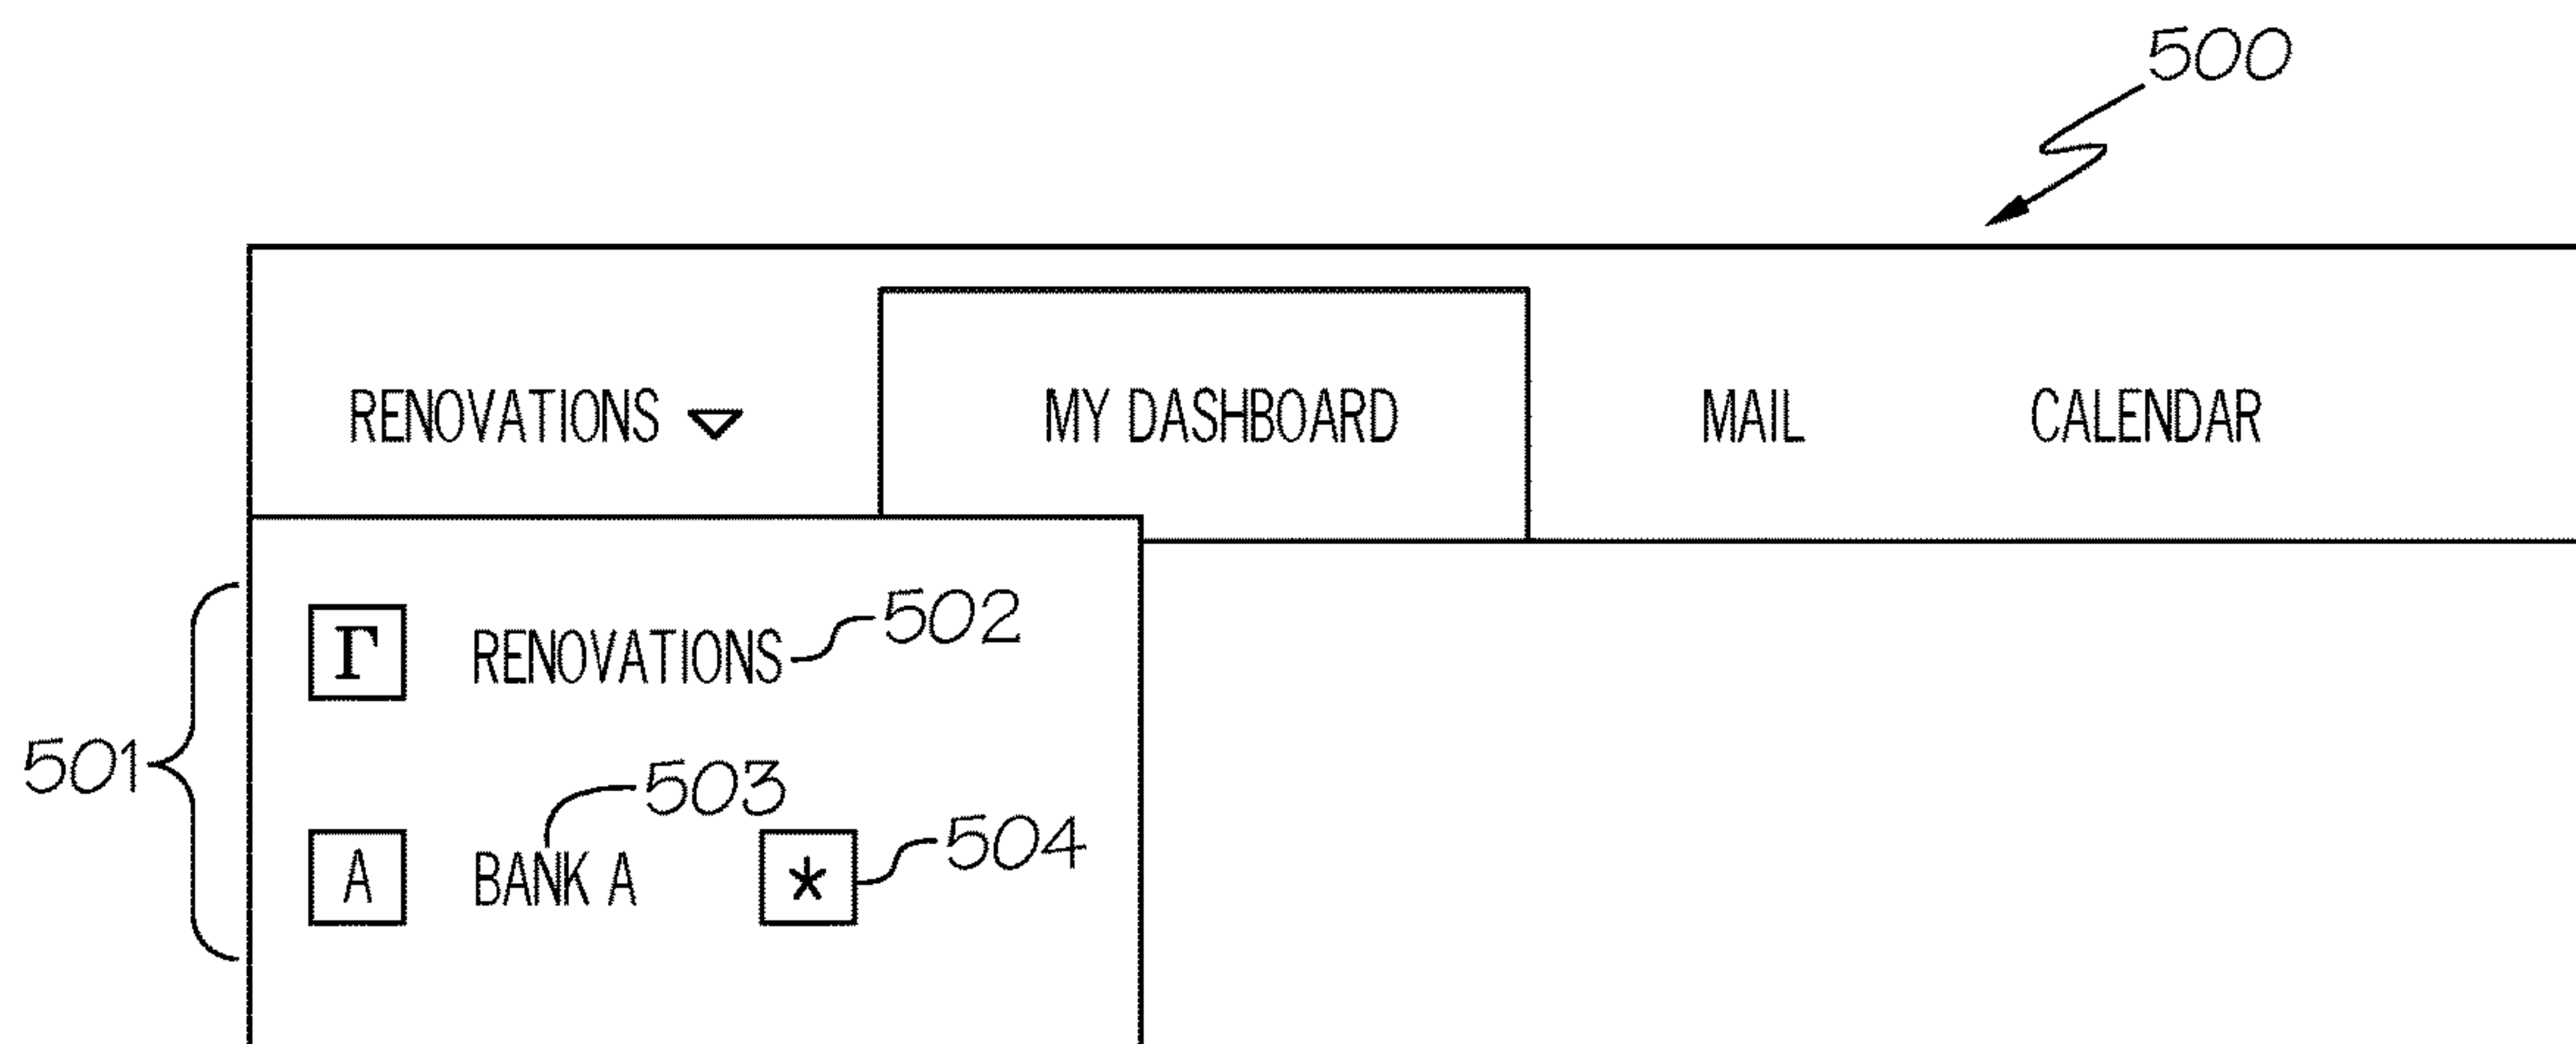 500
RENOVATIONS MY DASHBOARD MAIL CALENDAR
Γ RENOVATIONS 502
501
503
A BANK A * 504